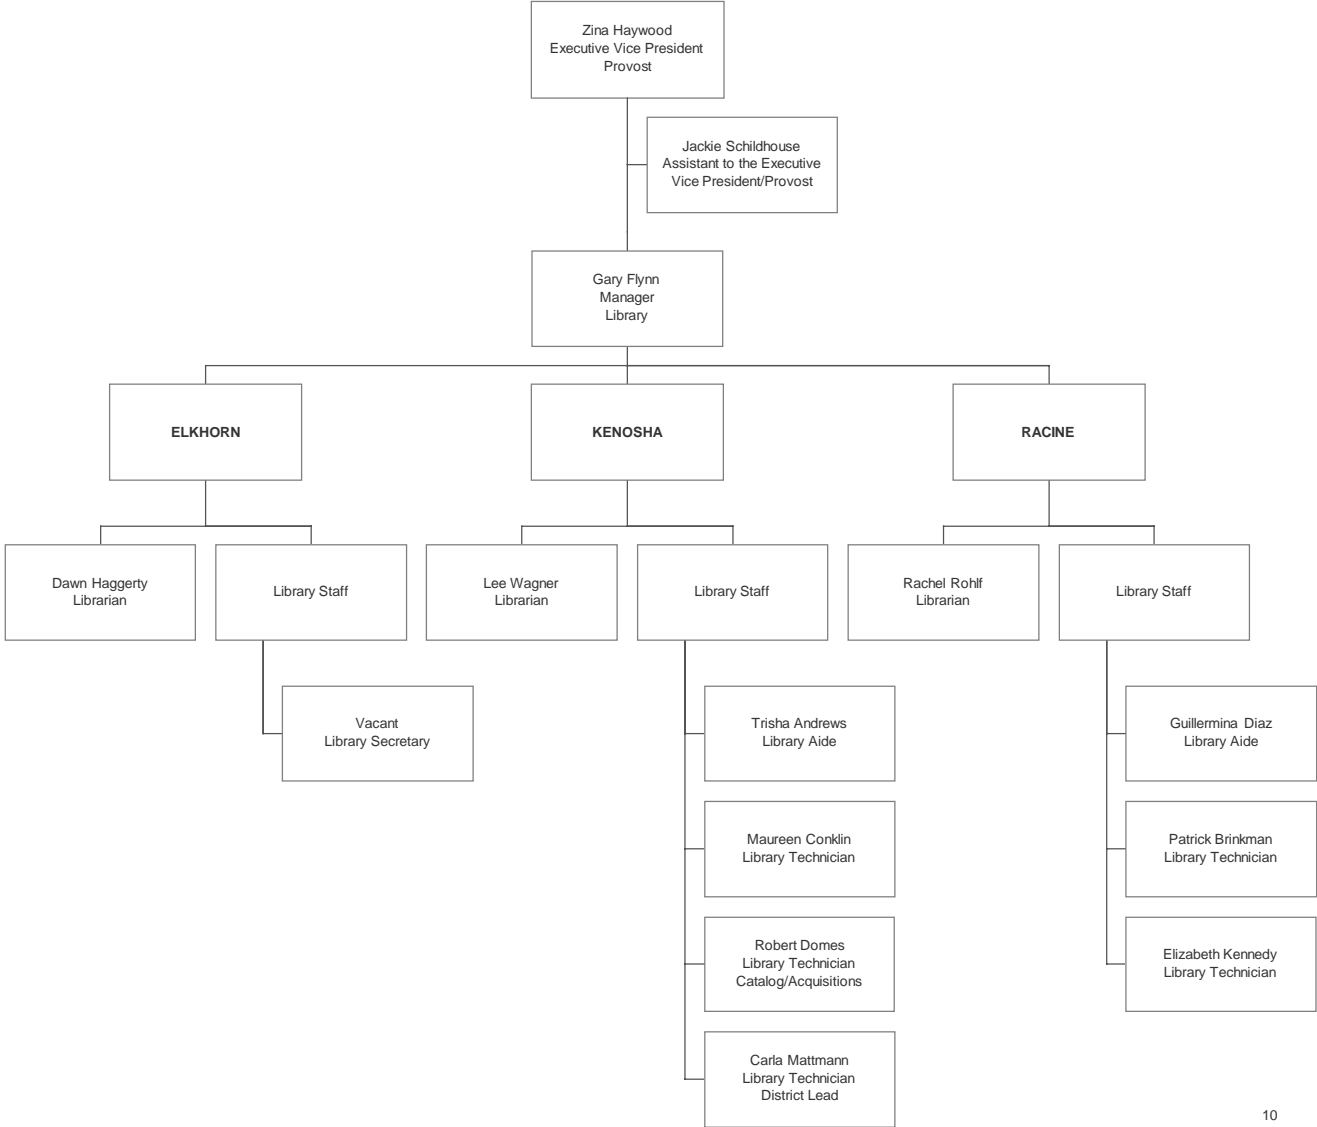 Zina Haywood
Executive Vice President
Provost
Jackie Schildhouse
Assistant to the Executive
Vice President/Provost
Gary Flynn
Manager
Library
ELKHORN
KENOSHA
RACINE
Dawn Haggerty
Librarian
Library Staff
Lee Wagner
Librarian
Library Staff
Rachel Rohlf
Librarian
Library Staff
Vacant
Library Secretary
Trisha Andrews
Library Aide
Guillermina Diaz
Library Aide
Maureen Conklin
Library Technician
Patrick Brinkman
Library Technician
Robert Domes
Library Technician
Catalog/Acquisitions
Elizabeth Kennedy
Library Technician
Carla Mattmann
Library Technician
District Lead
10